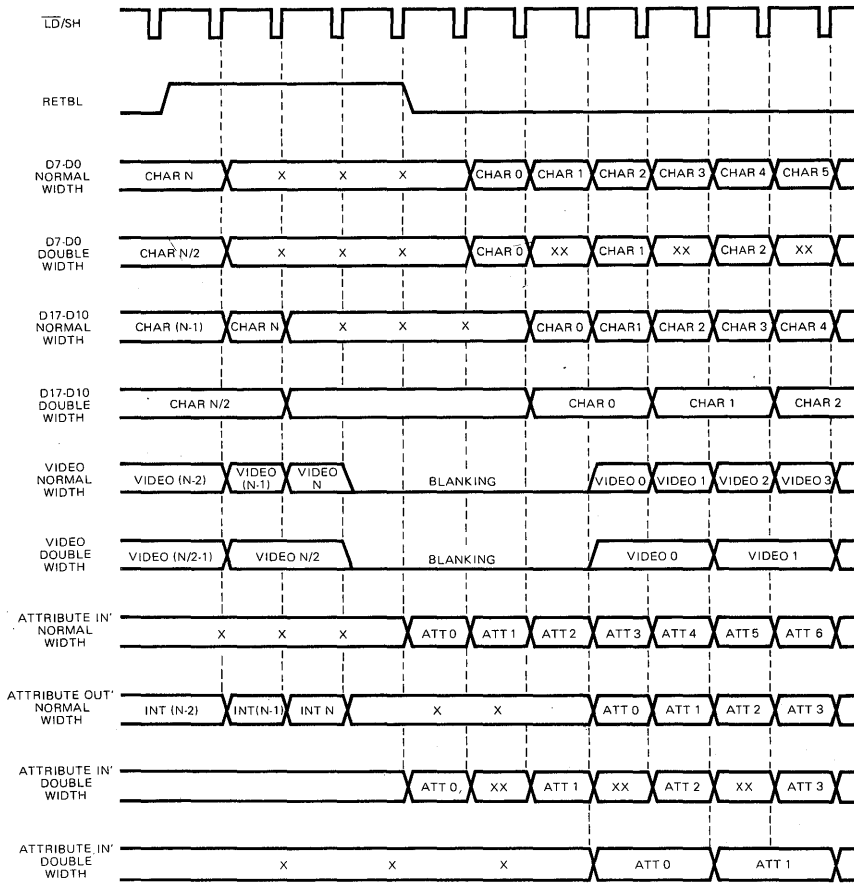 L̅D̅/SH
RETBL
D7-D0
NORMAL
WIDTH
CHAR N X X X CHAR 0 CHAR 1 CHAR 2 CHAR 3 CHAR 4 CHAR 5
D7-D0
DOUBLE
WIDTH
CHAR N/2 X X X CHAR 0 XX CHAR 1 XX CHAR 2 XX
D17-D10
NORMAL
WIDTH
CHAR (N-1) CHAR N X X X CHAR 0 CHAR1 CHAR 2 CHAR 3 CHAR 4
D17-D10
DOUBLE
WIDTH
CHAR N/2 CHAR 0 CHAR 1 CHAR 2
VIDEO
NORMAL
WIDTH
VIDEO (N-2) VIDEO (N-1) VIDEO N BLANKING VIDEO 0 VIDEO 1 VIDEO 2 VIDEO 3
VIDEO
DOUBLE
WIDTH
VIDEO (N/2-1) VIDEO N/2 BLANKING VIDEO 0 VIDEO 1
ATTRIBUTE IN'
NORMAL
WIDTH
X X X ATT 0 ATT 1 ATT 2 ATT 3 ATT 4 ATT 5 ATT 6
ATTRIBUTE OUT'
NORMAL
WIDTH
INT (N-2) INT(N-1) INT N X X ATT 0 ATT 1 ATT 2 ATT 3
ATTRIBUTE IN'
DOUBLE
WIDTH
ATT 0 XX ATT 1 XX ATT 2 XX ATT 3
ATTRIBUTE IN'
DOUBLE
WIDTH
X X X ATT 0 ATT 1